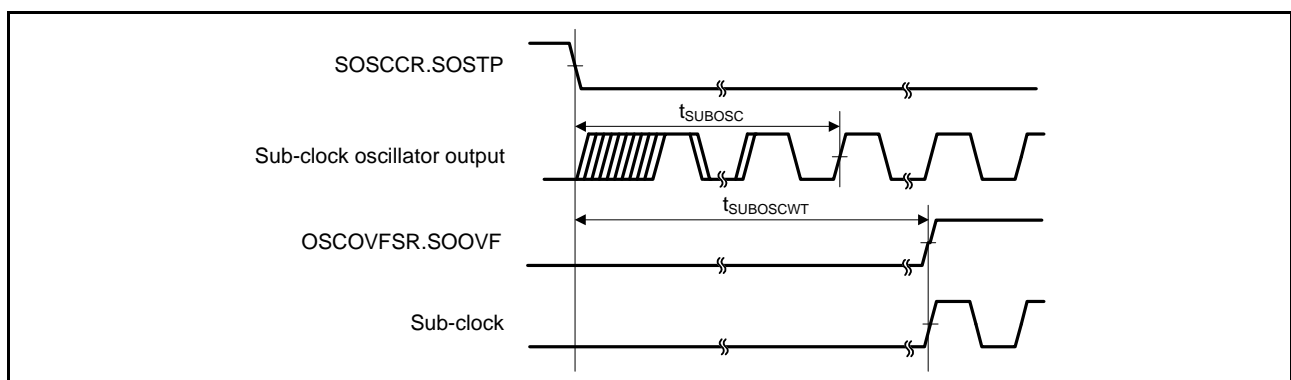 SOSCCR.SOSTP
tSUBOSC
Sub-clock oscillator output
tSUBOSCWT
OSCOVFSR.SOOVF
Sub-clock